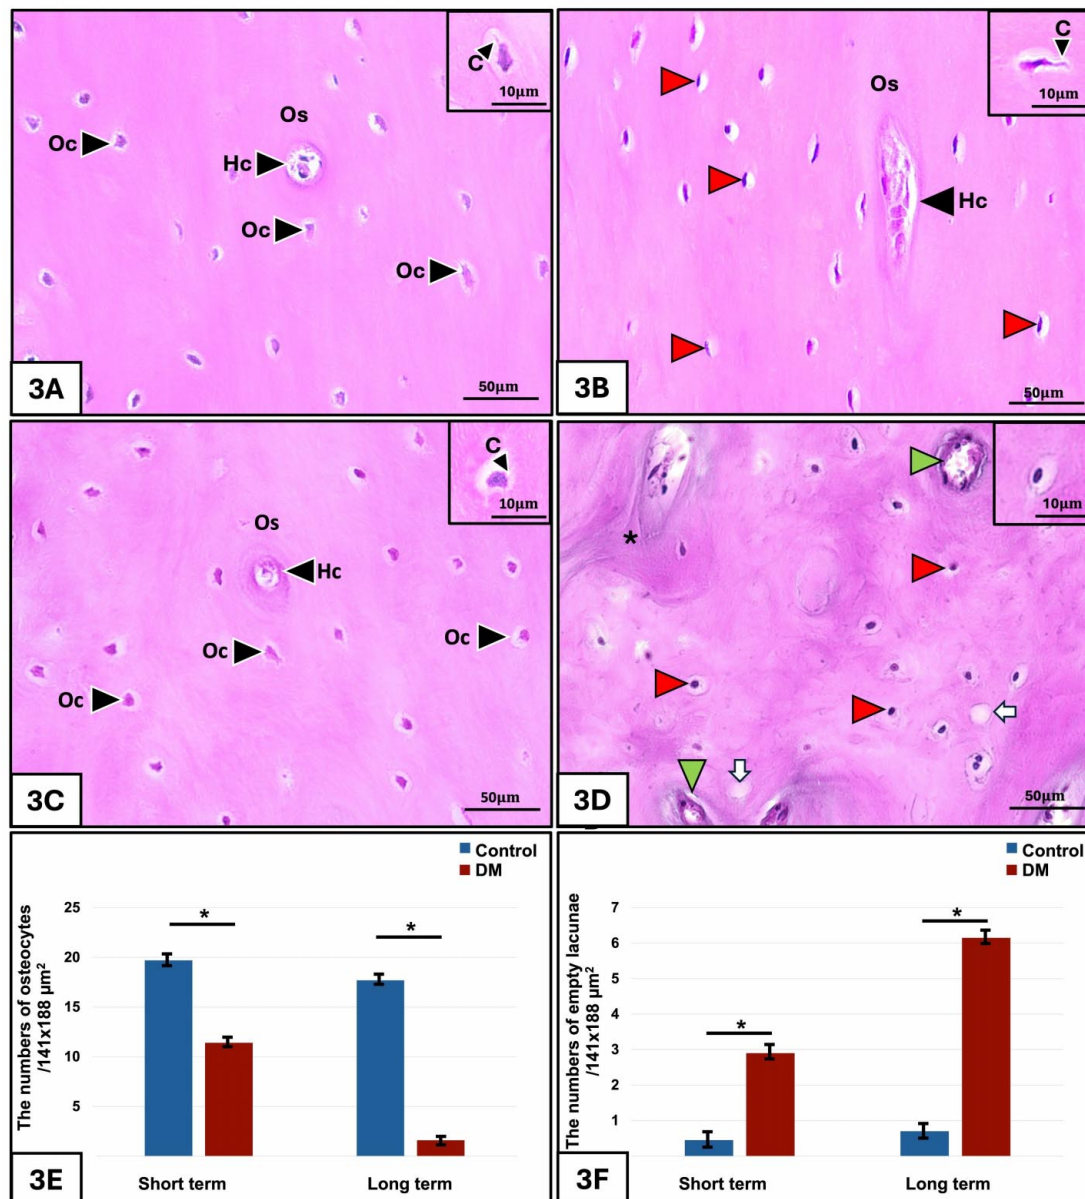 C
10μm
Os
Oc
Hc
Oc
Oc
3A
50μm
C
10μm
Os
Hc
3B
50μm
C
10μm
Os
Hc
Oc
Oc
Oc
3C
50μm
10μm
*
3D
50μm
Control
DM
The numbers of osteocytes
/141x188 μm²
25
20
15
10
5
*
*
3E
Short term
Long term
Control
DM
The numbers of empty lacunae
/141x188 μm²
7
6
5
4
3
2
1
*
*
3F
Short term
Long term